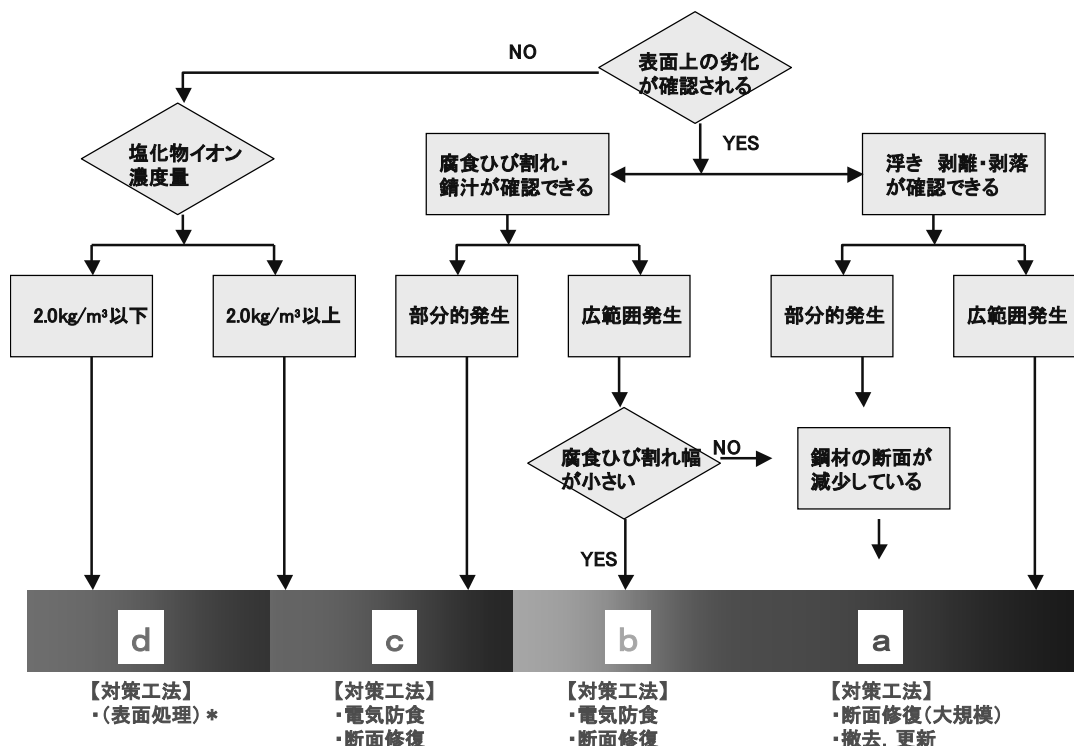 表面上の劣化
が確認される
NO
YES
塩化物イオン
濃度量
腐食ひび割れ・
錆汁が確認できる
浮き 剥離・剥落
が確認できる
2.0kg/m³以下
2.0kg/m³以上
部分的発生
広範囲発生
部分的発生
広範囲発生
腐食ひび割れ幅
が小さい
NO
YES
鋼材の断面が
減少している
d
c
b
a
【対策工法】
・（表面処理）*
【対策工法】
・電気防食
・断面修復
【対策工法】
・電気防食
・断面修復
【対策工法】
・断面修復（大規模）
・撤去，更新